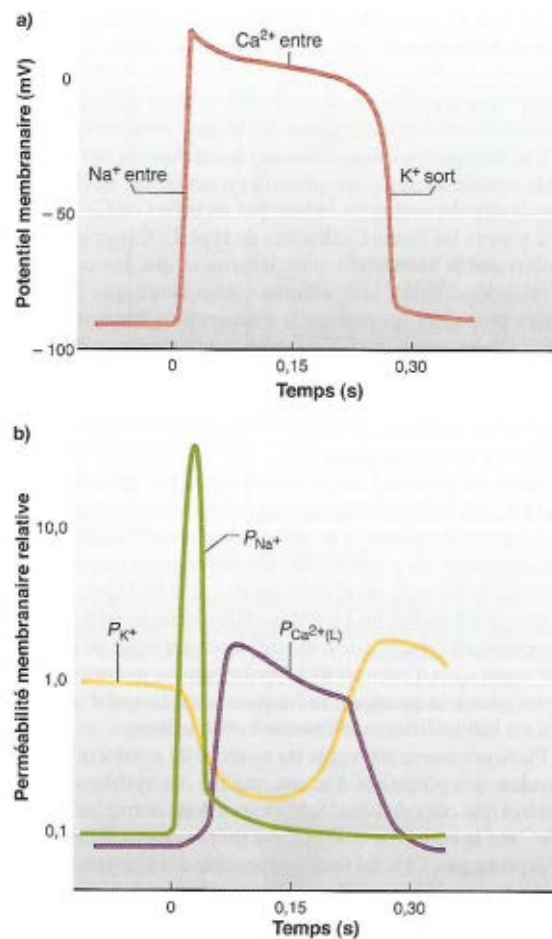 a)
Potentiel membranaire (mV)
0
– 50
– 100
Ca²⁺ entre
Na⁺ entre
K⁺ sort
0
0,15
0,30
Temps (s)
b)
Perméabilité membranaire relative
10,0
1,0
0,1
P_Na⁺
P_K⁺
P_Ca²⁺(L)
0
0,15
0,30
Temps (s)